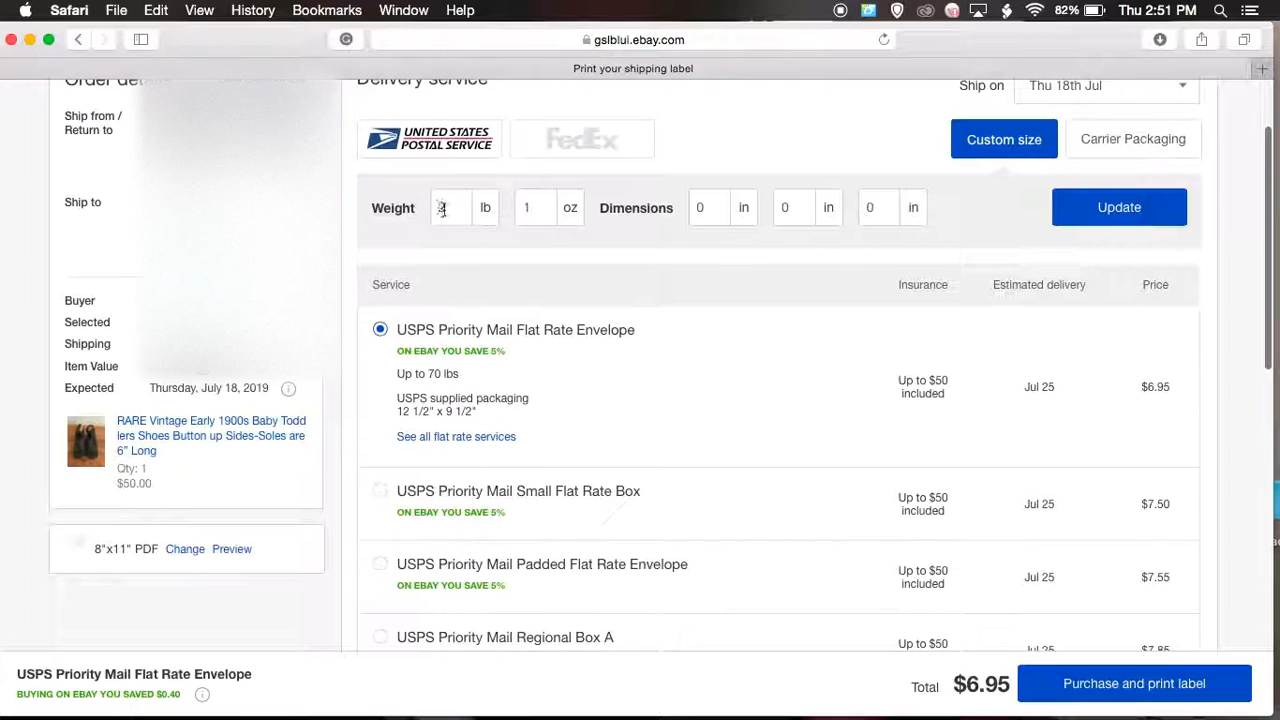 Safari File Edit View History Bookmarks Window Help 82% Thu 2:51 PM
gslblui.ebay.com
Print your shipping label
Delivery service
Ship on Thu 18th Jul
Ship from /
Return to
UNITED STATES
POSTAL SERVICE
FedEx
Custom size Carrier Packaging
Ship to
Weight lb 1 oz Dimensions 0 in 0 in 0 in Update
Service Insurance Estimated delivery Price
Buyer
Selected
Shipping
Item Value
Expected Thursday, July 18, 2019
RARE Vintage Early 1900s Baby Todd
lers Shoes Button up Sides-Soles are
6” Long
Qty: 1
$50.00
8"x11" PDF Change Preview
USPS Priority Mail Flat Rate Envelope
ON EBAY YOU SAVE 5%
Up to 70 lbs
USPS supplied packaging
12 1/2" x 9 1/2"
See all flat rate services
Up to $50
included
Jul 25
$6.95
USPS Priority Mail Small Flat Rate Box
ON EBAY YOU SAVE 5%
Up to $50
included
Jul 25
$7.50
USPS Priority Mail Padded Flat Rate Envelope
ON EBAY YOU SAVE 5%
Up to $50
included
Jul 25
$7.55
USPS Priority Mail Regional Box A
Up to $50
USPS Priority Mail Flat Rate Envelope
BUYING ON EBAY YOU SAVED $0.40
Total $6.95 Purchase and print label